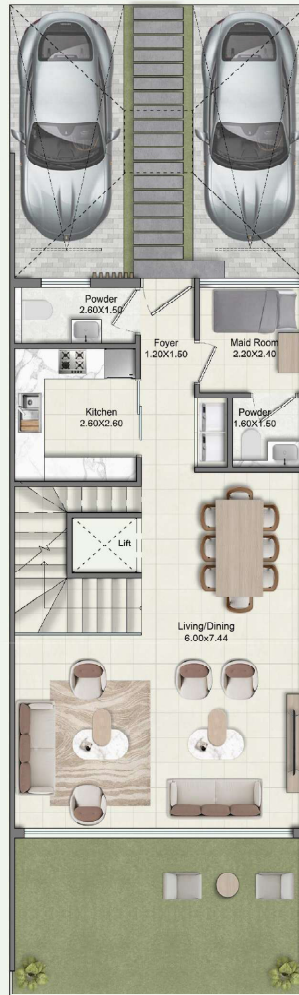 Powder
2.60X1.50
Foyer
1.20X1.50
Maid Room
2.20X2.40
Kitchen
2.60X2.60
Powder
1.60X1.50
Lift
Living/Dining
6.00x7.44